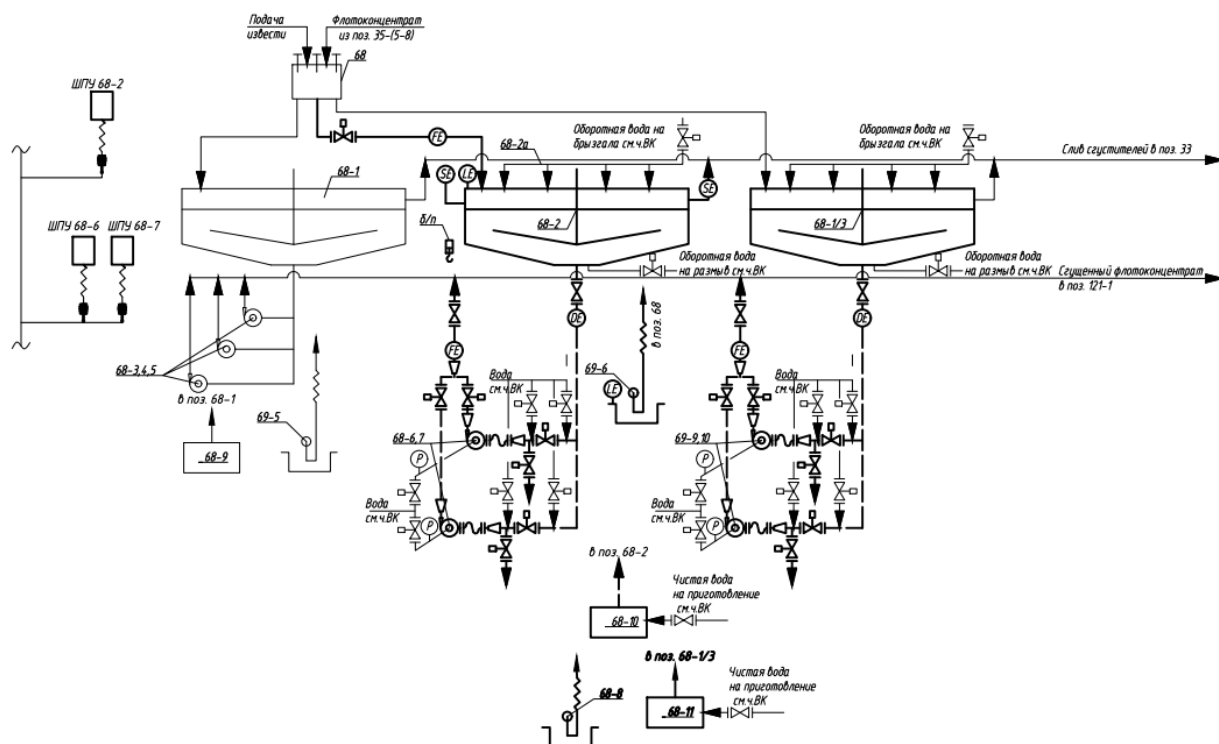 Подача
извести
Флотоконцентрат
из поз. 35-(5-8)
68
ШПУ 68-2
FE
68-2а
Оборотная вода на
брызгала см.ч.ВК
Оборотная вода на
брызгала см.ч.ВК
Слив сгустителей в поз. 33
68-1
SE
LE
SE
68-2
68-1/3
ШПУ 68-6
ШПУ 68-7
б/п
Оборотная вода
на размыв см.ч.ВК
Оборотная вода
на размыв см.ч.ВК
Сгущенный флотоконцентрат
в поз. 121-1
DE
DE
в поз. 68
FE
FE
68-3,4,5
в поз. 68-1
69-5
68-9
Вода
см.ч.ВК
69-6
LE
Вода
см.ч.ВК
68-6,7
69-9,10
P
P
Вода
см.ч.ВК
P
Вода
см.ч.ВК
P
в поз. 68-2
Чистая вода
на приготовление
см.ч.ВК
68-10
в поз. 68-1/3
Чистая вода
на приготовление
см.ч.ВК
68-8
68-11